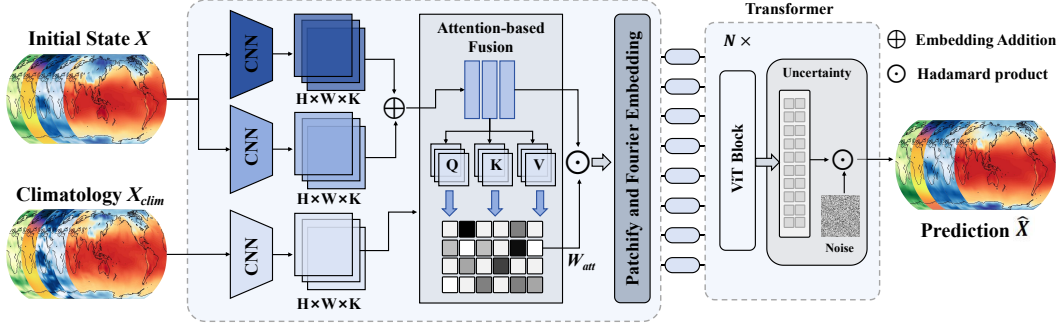 Initial State X
Climatology X_clim
CNN
H×W×K
CNN
H×W×K
CNN
H×W×K
Attention-based
Fusion
Q
K
V
W_att
Patchify and Fourier Embedding
Transformer
N ×
ViT Block
Uncertainty
Noise
Embedding Addition
Hadamard product
Prediction X̂